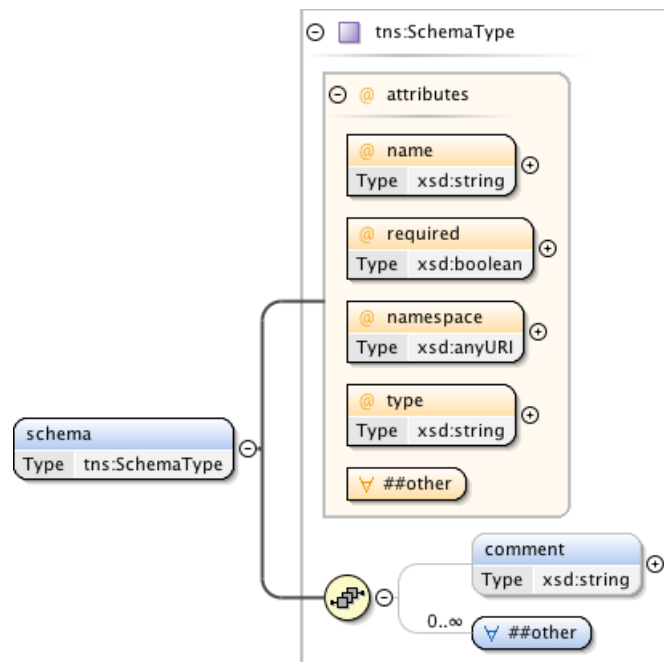 tns:SchemaType
@ attributes
@ name
Type xsd:string
@ required
Type xsd:boolean
@ namespace
Type xsd:anyURI
@ type
Type xsd:string
∀ ##other
schema
Type tns:SchemaType
comment
Type xsd:string
0..∞
∀ ##other